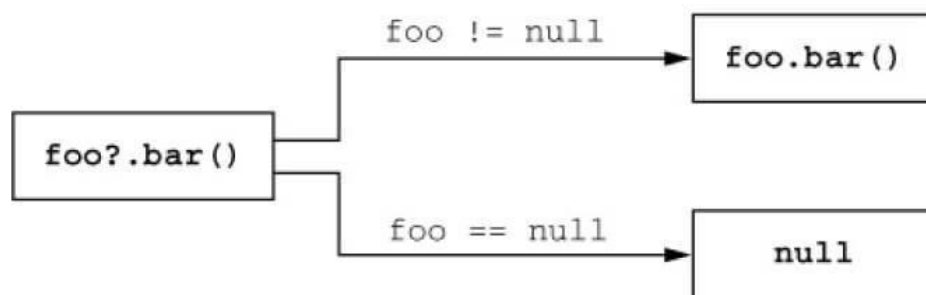 foo != null
foo.bar()
foo?.bar()
foo == null
null